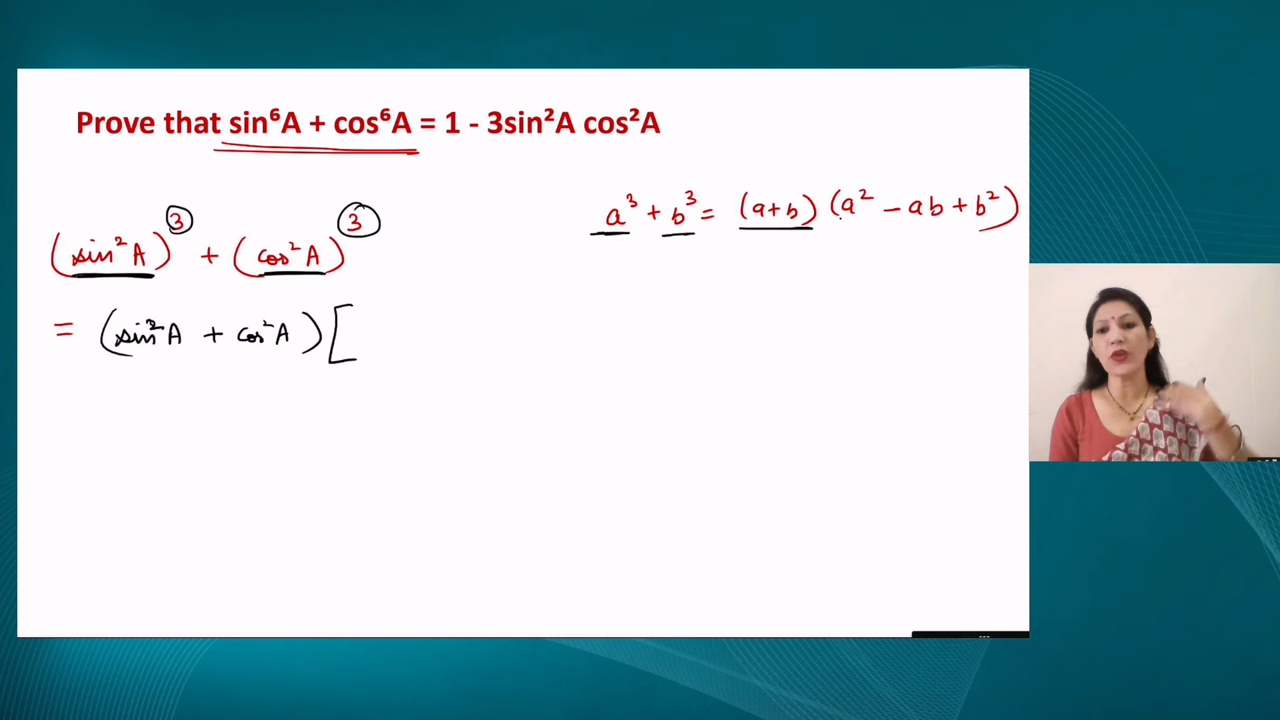 Prove that sin⁶A + cos⁶A = 1 - 3sin²A cos²A
a³ + b³ = (a+b) (a² - ab + b²)
(sin²A)³ + (cos²A)³
= (sin²A + cos²A) [